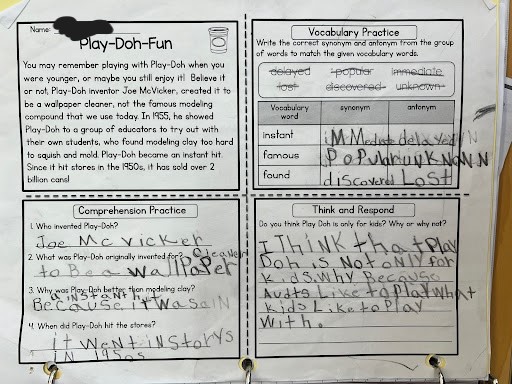 Name:
Play-Doh-Fun
You may remember playing with Play-Doh when you
were younger, or maybe you still enjoy it! Believe it
or not, Play-Doh inventor Joe McVicker, created it to
be a wallpaper cleaner, not the famous modeling
compound that we use today. In 1955, he showed
Play-Doh to a group of educators to try out with
their own students, who found modeling clay too hard
to squish and mold. Play-Doh became an instant hit.
Since it hit stores in the 1950s, it has sold over 2
billion cans!
Vocabulary Practice
Write the correct synonym and antonym from the group
of words to match the given vocabulary words.
delayed popular immediate
lost discovered unknown
Vocabulary word synonym antonym
instant iMMediate delayed
famous PoPular unKNowN
found discovered Lost
Comprehension Practice
1. Who invented Play-Doh?
Joe Mc vicker
2. What was Play-Doh originally invented for?
to Be a wallPaPer cleaner
3. Why was Play-Doh better than modeling clay?
a instant hit
Because it was
4. When did Play-Doh hit the stores?
it went in storys
iN 1950s
Think and Respond
Do you think Play Doh is only for kids? Why or why not?
I THiNK that PLAY
Doh is Not oNLY for
kids. why Because
Like to PLAY what
kids Like to PLAY
with.